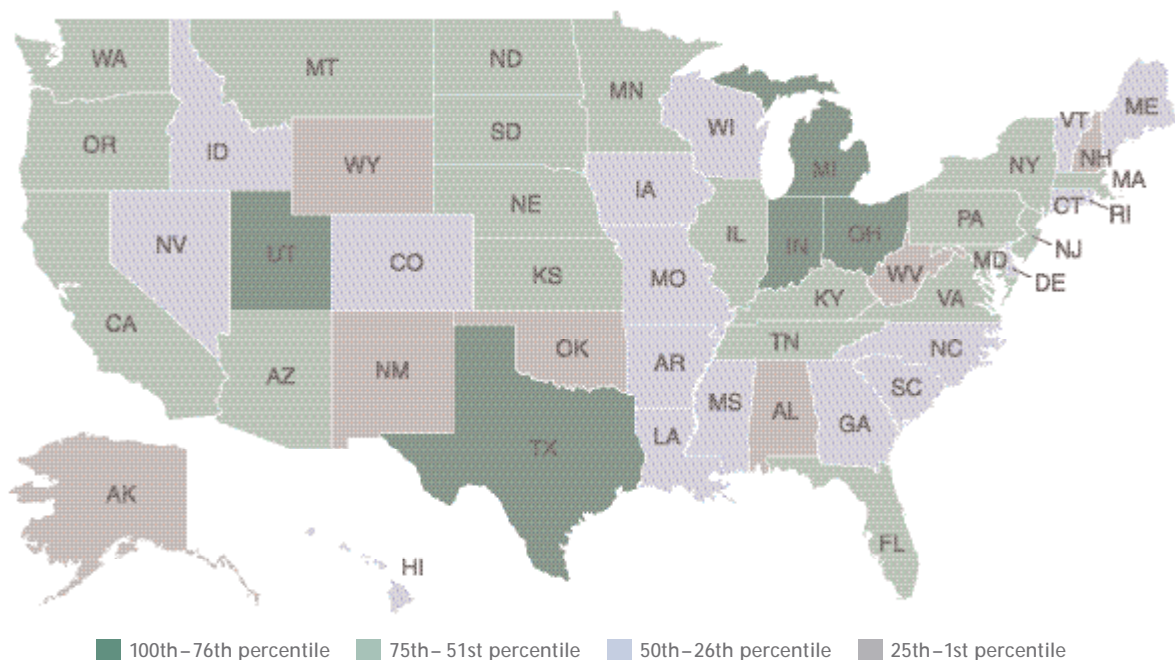 WA
MT
ND
MN
OR
ID
WY
SD
WI
MI
NY
VT
NH
ME
MA
CT
RI
NV
UT
CO
NE
IA
IL
IN
OH
PA
NJ
CA
AZ
NM
KS
MO
KY
WV
MD
DE
VA
OK
AR
TN
NC
SC
TX
LA
MS
AL
GA
FL
AK
HI
100th–76th percentile 75th–51st percentile 50th–26th percentile 25th–1st percentile